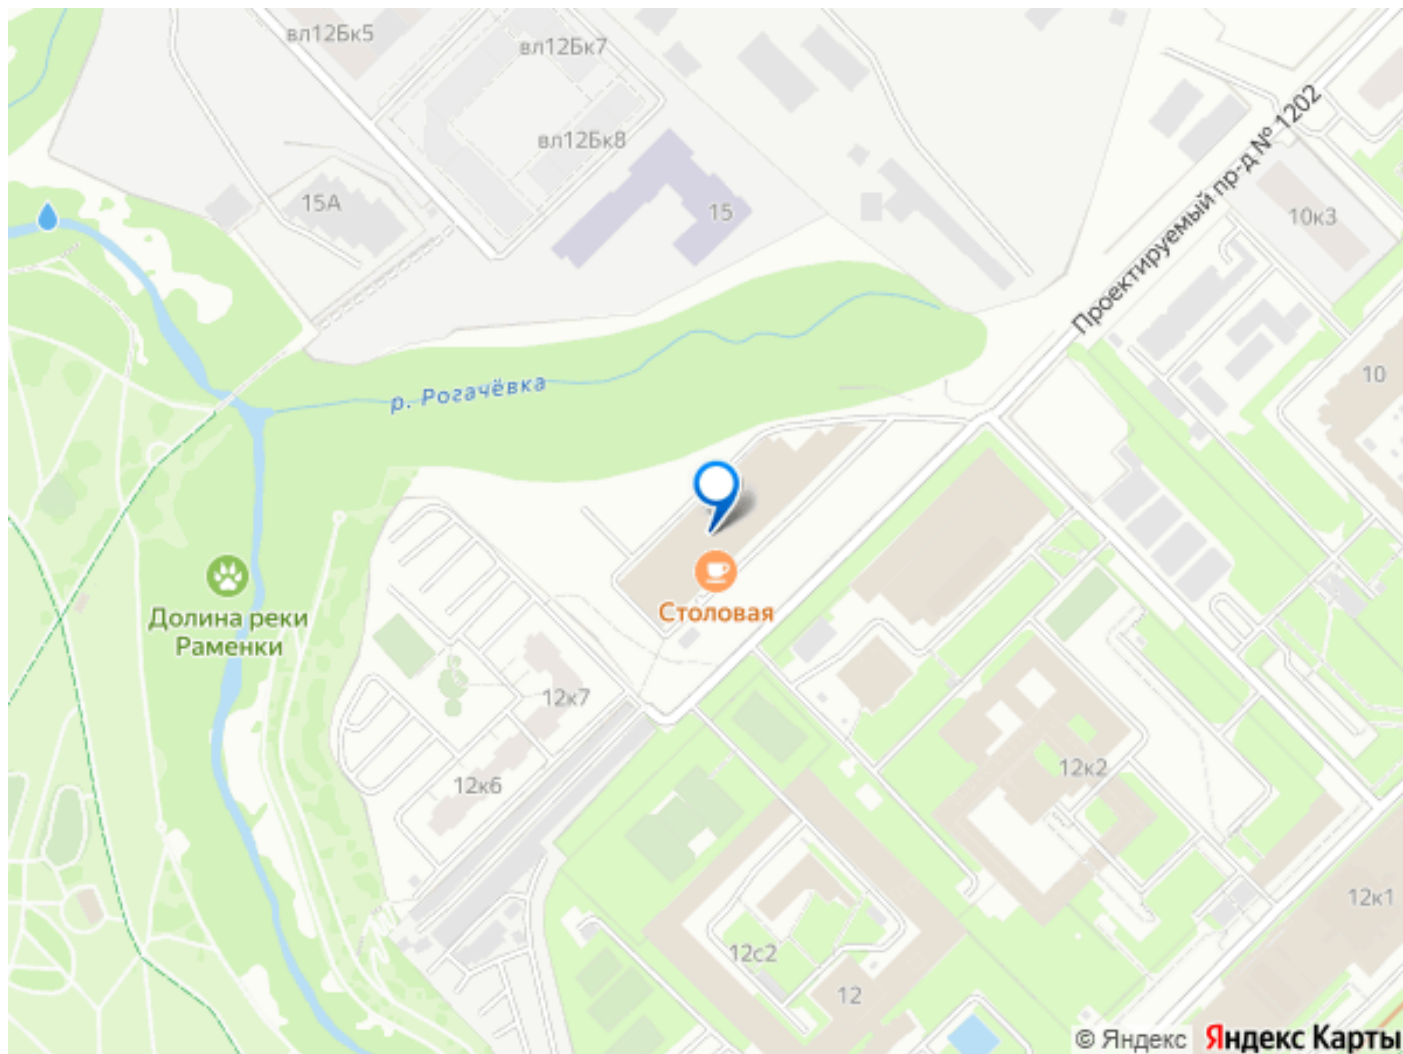 вл12Бк5
вл12Бк7
вл12Бк8
15А
15
Проектируемый пр-д № 1202
10к3
10
р. Рогачёвка
Долина реки
Раменки
Столовая
12к7
12к6
12к2
12к1
12с2
12
© Яндекс Яндекс Карты